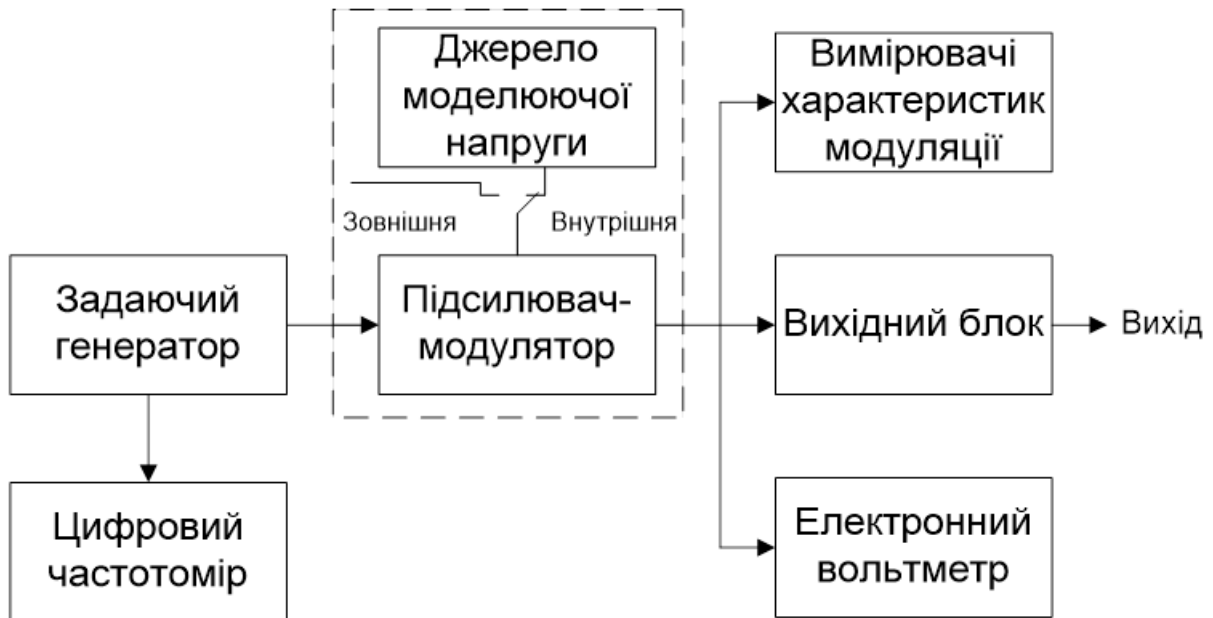 Джерело
моделюючої
напруги
Вимірювачі
характеристик
модуляції
Зовнішня
Внутрішня
Задаючий
генератор
Підсилювач-
модулятор
Вихідний блок
Вихід
Цифровий
частотомір
Електронний
вольтметр